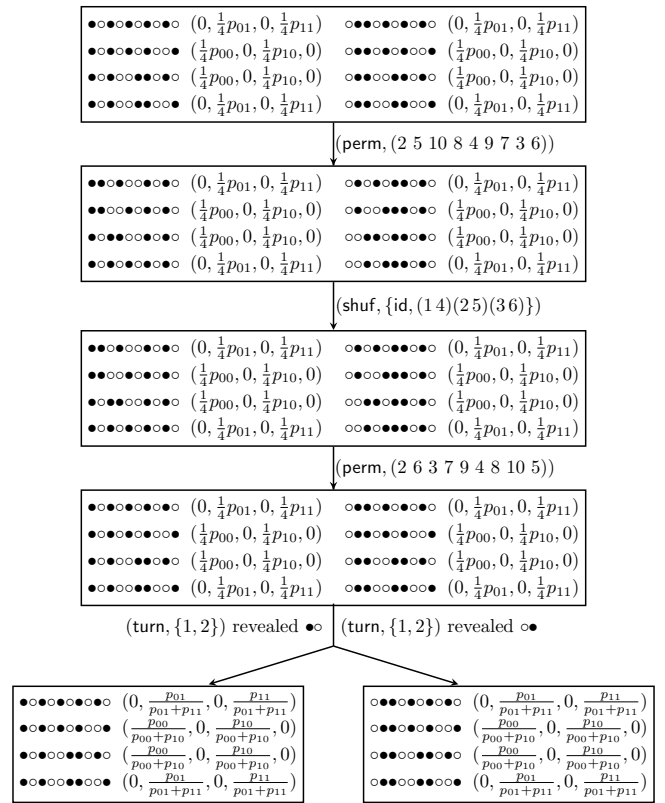 (0, ¼p₀₁, 0, ¼p₁₁) (0, ¼p₀₁, 0, ¼p₁₁)
(¼p₀₀, 0, ¼p₁₀, 0) (¼p₀₀, 0, ¼p₁₀, 0)
(¼p₀₀, 0, ¼p₁₀, 0) (¼p₀₀, 0, ¼p₁₀, 0)
(0, ¼p₀₁, 0, ¼p₁₁) (0, ¼p₀₁, 0, ¼p₁₁)
(perm, (2 5 10 8 4 9 7 3 6))
(0, ¼p₀₁, 0, ¼p₁₁) (0, ¼p₀₁, 0, ¼p₁₁)
(¼p₀₀, 0, ¼p₁₀, 0) (¼p₀₀, 0, ¼p₁₀, 0)
(¼p₀₀, 0, ¼p₁₀, 0) (¼p₀₀, 0, ¼p₁₀, 0)
(0, ¼p₀₁, 0, ¼p₁₁) (0, ¼p₀₁, 0, ¼p₁₁)
(shuf, {id, (1 4)(2 5)(3 6)})
(0, ¼p₀₁, 0, ¼p₁₁) (0, ¼p₀₁, 0, ¼p₁₁)
(¼p₀₀, 0, ¼p₁₀, 0) (¼p₀₀, 0, ¼p₁₀, 0)
(¼p₀₀, 0, ¼p₁₀, 0) (¼p₀₀, 0, ¼p₁₀, 0)
(0, ¼p₀₁, 0, ¼p₁₁) (0, ¼p₀₁, 0, ¼p₁₁)
(perm, (2 6 3 7 9 4 8 10 5))
(0, ¼p₀₁, 0, ¼p₁₁) (0, ¼p₀₁, 0, ¼p₁₁)
(¼p₀₀, 0, ¼p₁₀, 0) (¼p₀₀, 0, ¼p₁₀, 0)
(¼p₀₀, 0, ¼p₁₀, 0) (¼p₀₀, 0, ¼p₁₀, 0)
(0, ¼p₀₁, 0, ¼p₁₁) (0, ¼p₀₁, 0, ¼p₁₁)
(turn, {1, 2}) revealed ●○ (turn, {1, 2}) revealed ○●
(0, p₀₁/(p₀₁+p₁₁), 0, p₁₁/(p₀₁+p₁₁)) (0, p₀₁/(p₀₁+p₁₁), 0, p₁₁/(p₀₁+p₁₁))
(p₀₀/(p₀₀+p₁₀), 0, p₁₀/(p₀₀+p₁₀), 0) (p₀₀/(p₀₀+p₁₀), 0, p₁₀/(p₀₀+p₁₀), 0)
(p₀₀/(p₀₀+p₁₀), 0, p₁₀/(p₀₀+p₁₀), 0) (p₀₀/(p₀₀+p₁₀), 0, p₁₀/(p₀₀+p₁₀), 0)
(0, p₀₁/(p₀₁+p₁₁), 0, p₁₁/(p₀₁+p₁₁)) (0, p₀₁/(p₀₁+p₁₁), 0, p₁₁/(p₀₁+p₁₁))